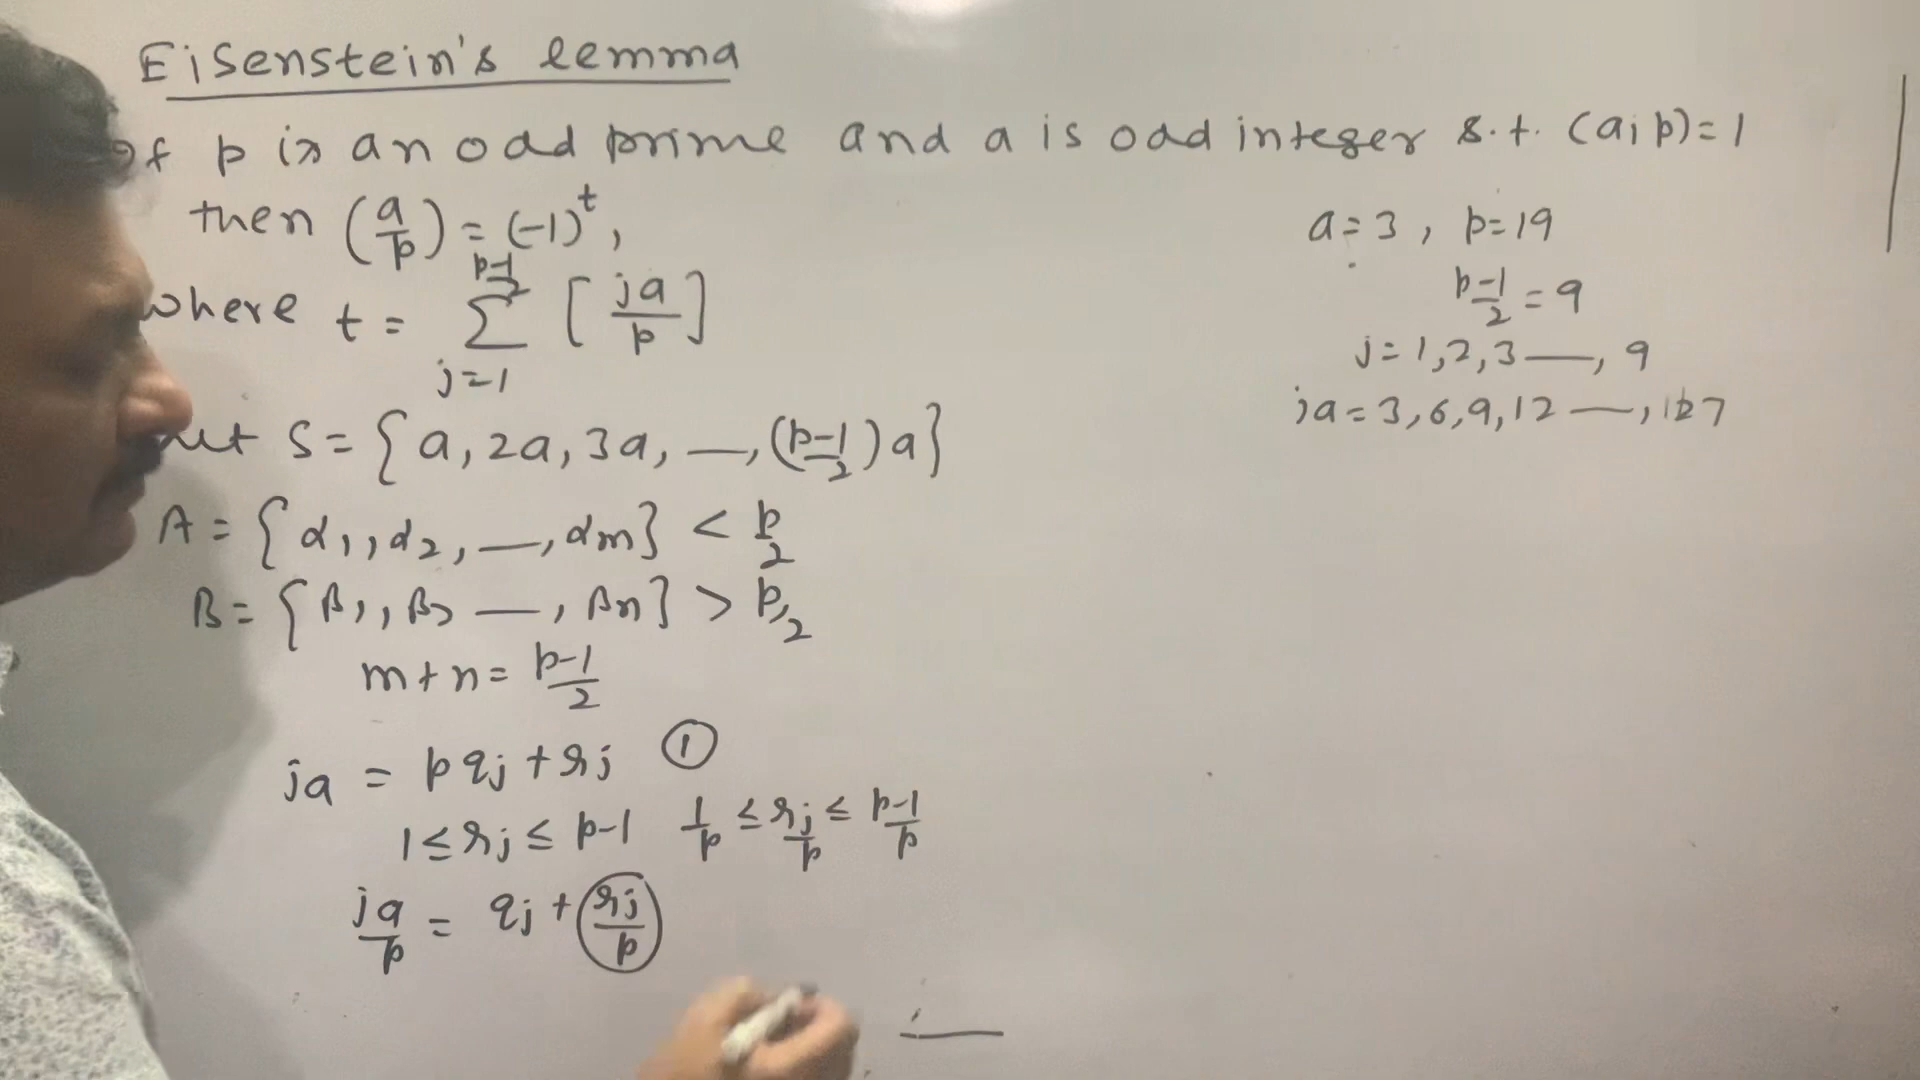 Eisenstein's lemma
If p is an odd prime and a is odd integer s.t. (a, p) = 1
then (a/p) = (-1)^t,
where t = Σ_{j=1}^{(p-1)/2} [ja/p]
S = {a, 2a, 3a, —, (p-1/2)a}
A = {α1, α2, —, αm} < p/2
B = {β1, β2 —, βn} > p/2
m + n = p-1/2
ja = pqj + rj ①
1 ≤ rj ≤ p-1 1/p ≤ rj/p ≤ p-1/p
ja/p = qj + rj/p
a = 3, p = 19
p-1/2 = 9
j = 1, 2, 3 —, 9
ja = 3, 6, 9, 12 —,